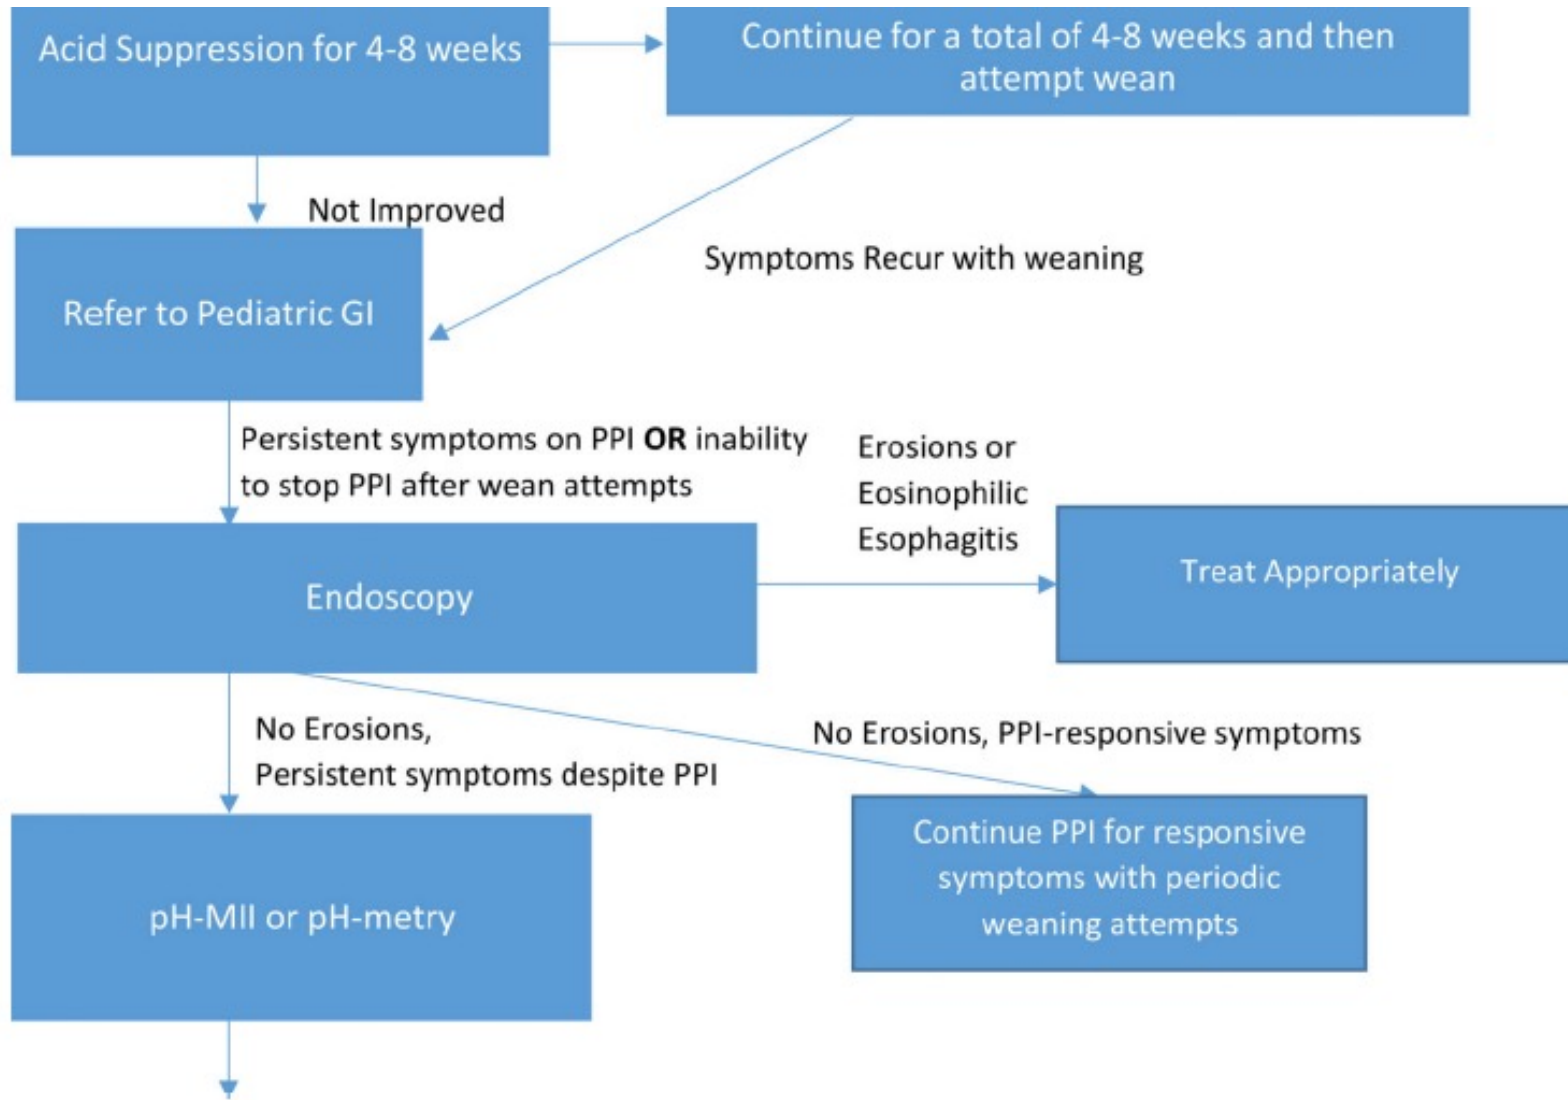 Acid Suppression for 4-8 weeks
Continue for a total of 4-8 weeks and then
attempt wean
Not Improved
Symptoms Recur with weaning
Refer to Pediatric GI
Persistent symptoms on PPI OR inability
to stop PPI after wean attempts
Erosions or
Eosinophilic
Esophagitis
Endoscopy
Treat Appropriately
No Erosions,
Persistent symptoms despite PPI
No Erosions, PPI-responsive symptoms
pH-MII or pH-metry
Continue PPI for responsive
symptoms with periodic
weaning attempts